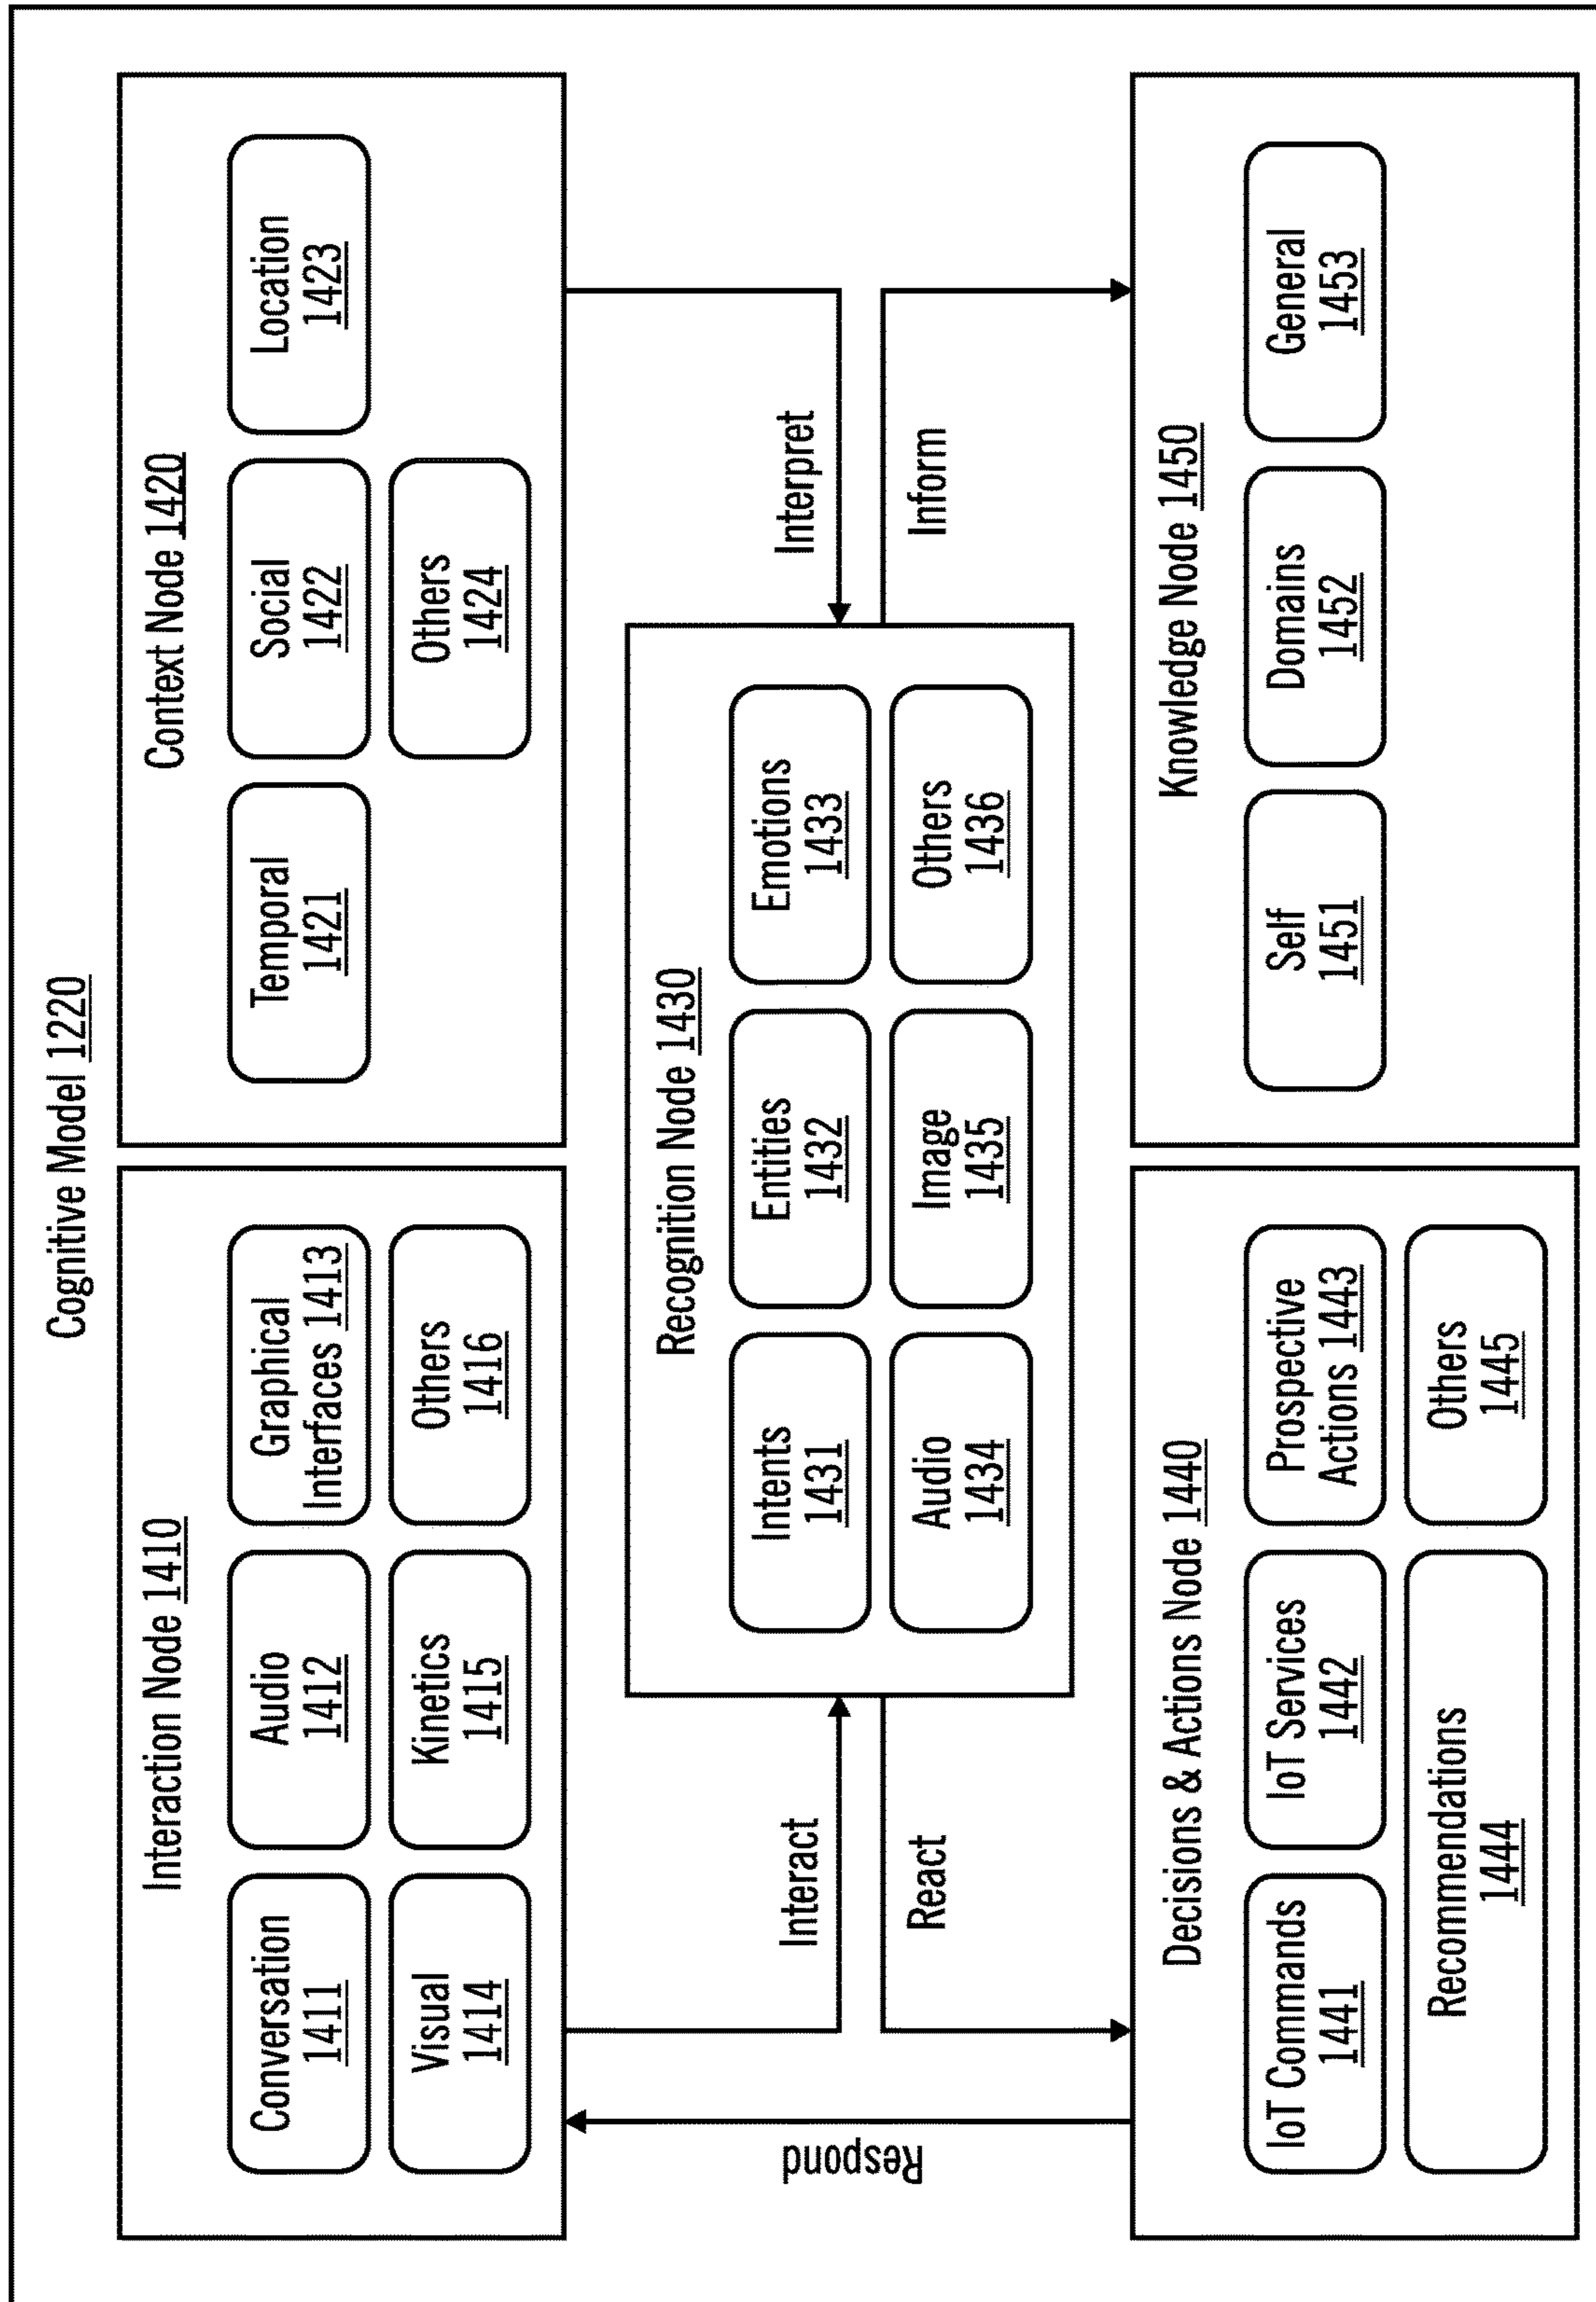 Cognitive Model 1220
Interaction Node 1410
Conversation
1411
Audio
1412
Graphical
Interfaces 1413
Visual
1414
Kinetics
1415
Others
1416
Context Node 1420
Temporal
1421
Social
1422
Location
1423
Others
1424
Interact
Interpret
Recognition Node 1430
Intents
1431
Entities
1432
Emotions
1433
Audio
1434
Image
1435
Others
1436
Respond
React
Inform
Decisions & Actions Node 1440
IoT Commands
1441
IoT Services
1442
Prospective
Actions 1443
Recommendations
1444
Others
1445
Knowledge Node 1450
Self
1451
Domains
1452
General
1453